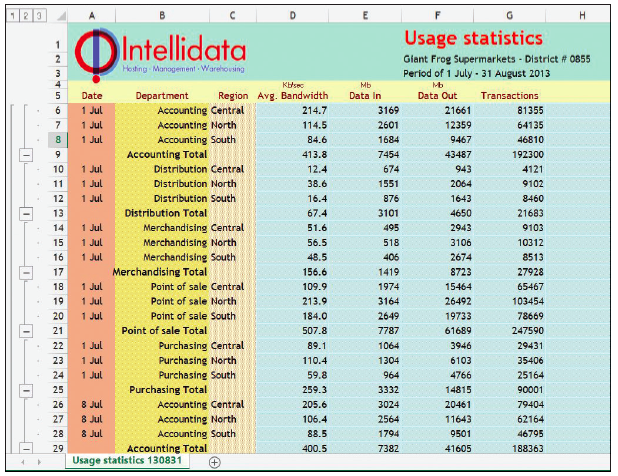 1 2 3 A B C D E F G H
1 Intellidata Usage statistics
2 Hosting - Management - Warehousing Giant Frog Supermarkets - District # 0855
3 Period of 1 July - 31 August 2013
4 Kb/sec Mb Mb
5 Date Department Region Avg. Bandwidth Data In Data Out Transactions
6 1 Jul Accounting Central 214.7 3169 21661 81355
7 1 Jul Accounting North 114.5 2601 12359 64135
8 1 Jul Accounting South 84.6 1684 9467 46810
9 Accounting Total 413.8 7454 43487 192300
10 1 Jul Distribution Central 12.4 674 943 4121
11 1 Jul Distribution North 38.6 1551 2064 9102
12 1 Jul Distribution South 16.4 876 1643 8460
13 Distribution Total 67.4 3101 4650 21683
14 1 Jul Merchandising Central 51.6 495 2943 9103
15 1 Jul Merchandising North 56.5 518 3106 10312
16 1 Jul Merchandising South 48.5 406 2674 8513
17 Merchandising Total 156.6 1419 8723 27928
18 1 Jul Point of sale Central 109.9 1974 15464 65467
19 1 Jul Point of sale North 213.9 3164 26492 103454
20 1 Jul Point of sale South 184.0 2649 19733 78669
21 Point of sale Total 507.8 7787 61689 247590
22 1 Jul Purchasing Central 89.1 1064 3946 29431
23 1 Jul Purchasing North 110.4 1304 6103 35406
24 1 Jul Purchasing South 59.8 964 4766 25164
25 Purchasing Total 259.3 3332 14815 90001
26 8 Jul Accounting Central 205.6 3024 20461 79404
27 8 Jul Accounting North 106.4 2564 11643 62164
28 8 Jul Accounting South 88.5 1794 9501 46795
29 Accounting Total 400.5 7382 41605 188363
Usage statistics 130831